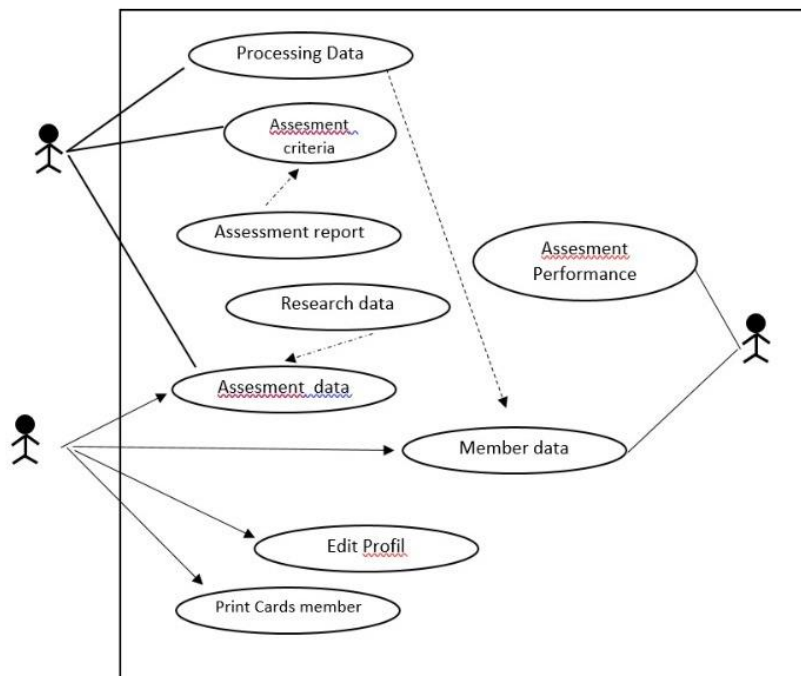 Processing Data
Assesment
criteria
Assessment report
Assesment
Performance
Research data
Assesment data
Member data
Edit Profil
Print Cards member